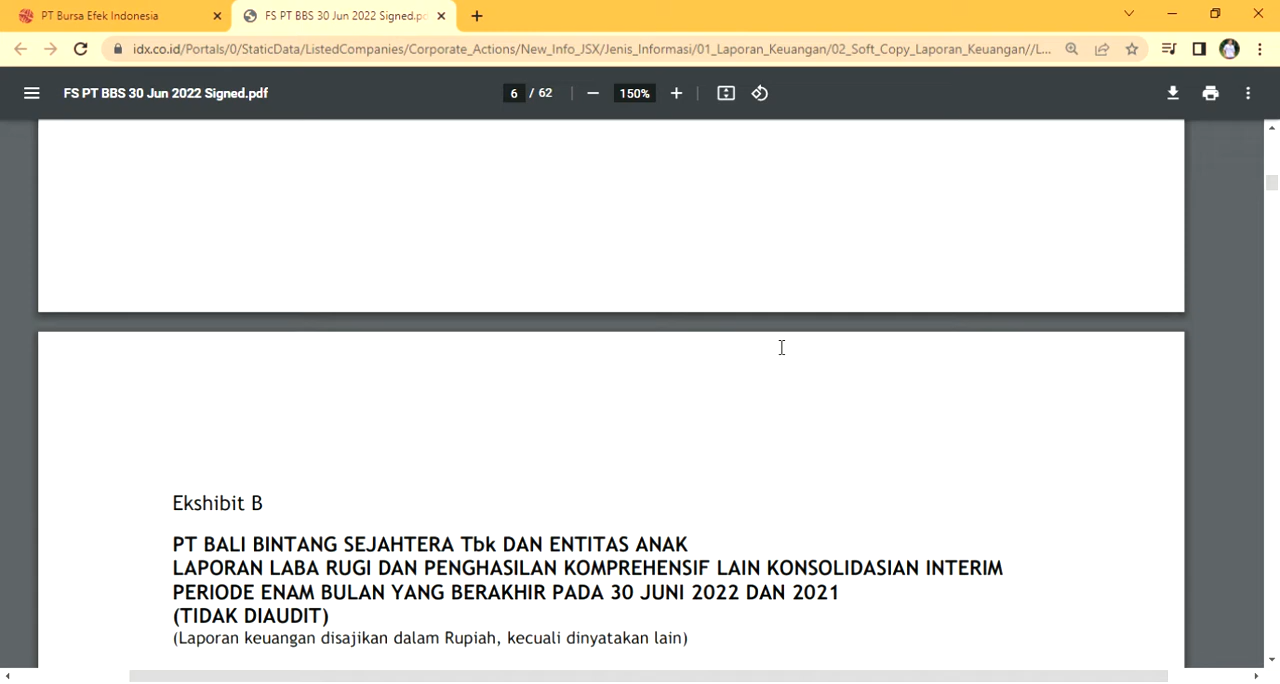 PT Bursa Efek Indonesia
FS PT BBS 30 Jun 2022 Signed.pdf
idx.co.id/Portals/0/StaticData/ListedCompanies/Corporate_Actions/New_Info_JSX/Jenis_Informasi/01_Laporan_Keuangan/02_Soft_Copy_Laporan_Keuangan//L...
FS PT BBS 30 Jun 2022 Signed.pdf
6 / 62
150%
Ekshibit B
PT BALI BINTANG SEJAHTERA Tbk DAN ENTITAS ANAK
LAPORAN LABA RUGI DAN PENGHASILAN KOMPREHENSIF LAIN KONSOLIDASIAN INTERIM
PERIODE ENAM BULAN YANG BERAKHIR PADA 30 JUNI 2022 DAN 2021
(TIDAK DIAUDIT)
(Laporan keuangan disajikan dalam Rupiah, kecuali dinyatakan lain)